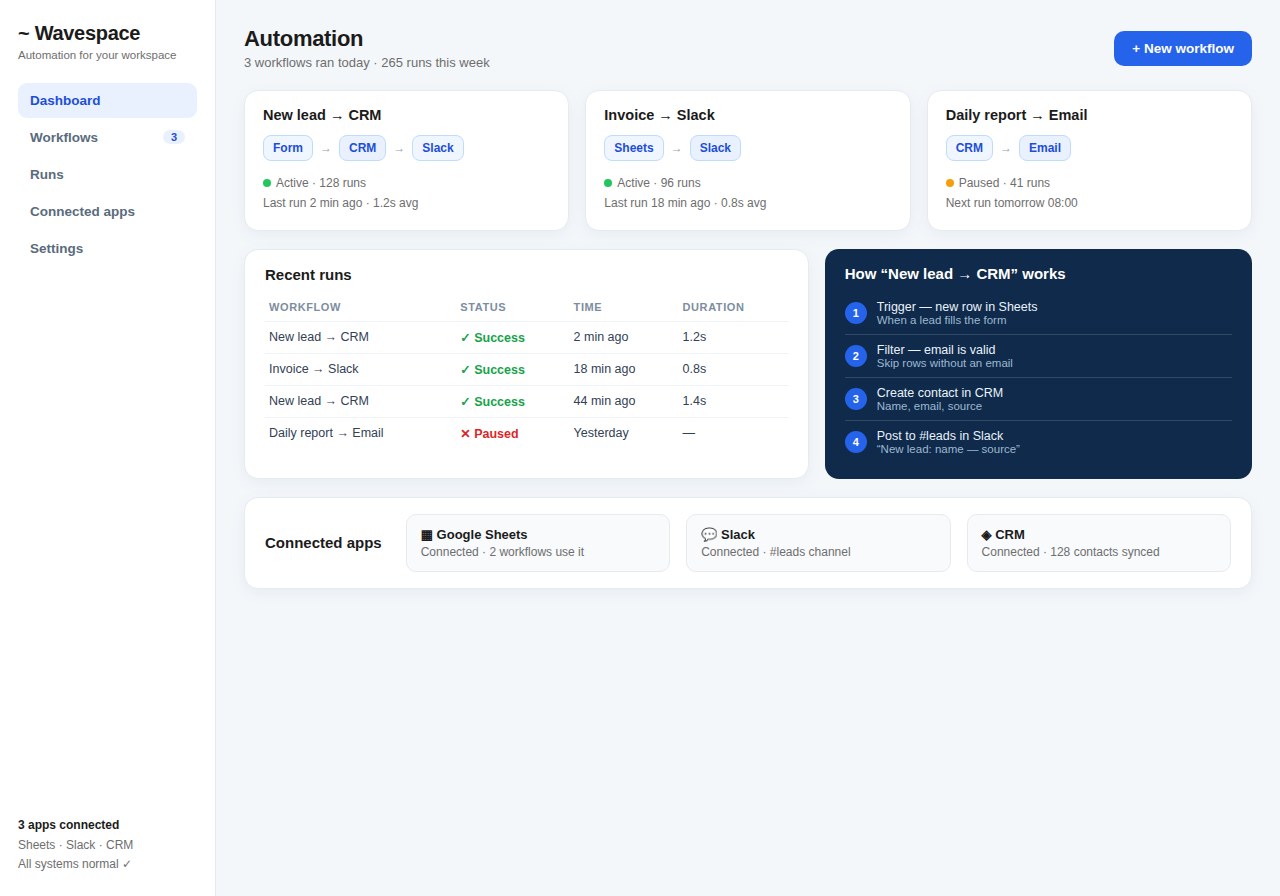 ~ Wavespace
Automation for your workspace
Dashboard
Workflows 3
Runs
Connected apps
Settings
3 apps connected
Sheets · Slack · CRM
All systems normal ✓
Automation
3 workflows ran today · 265 runs this week
+ New workflow
New lead → CRM
Form → CRM → Slack
Active · 128 runs
Last run 2 min ago · 1.2s avg
Invoice → Slack
Sheets → Slack
Active · 96 runs
Last run 18 min ago · 0.8s avg
Daily report → Email
CRM → Email
Paused · 41 runs
Next run tomorrow 08:00
Recent runs
WORKFLOW STATUS TIME DURATION
New lead → CRM ✓ Success 2 min ago 1.2s
Invoice → Slack ✓ Success 18 min ago 0.8s
New lead → CRM ✓ Success 44 min ago 1.4s
Daily report → Email ✕ Paused Yesterday —
How “New lead → CRM” works
1 Trigger — new row in Sheets
When a lead fills the form
2 Filter — email is valid
Skip rows without an email
3 Create contact in CRM
Name, email, source
4 Post to #leads in Slack
“New lead: name — source”
Connected apps
▦ Google Sheets
Connected · 2 workflows use it
💬 Slack
Connected · #leads channel
◈ CRM
Connected · 128 contacts synced